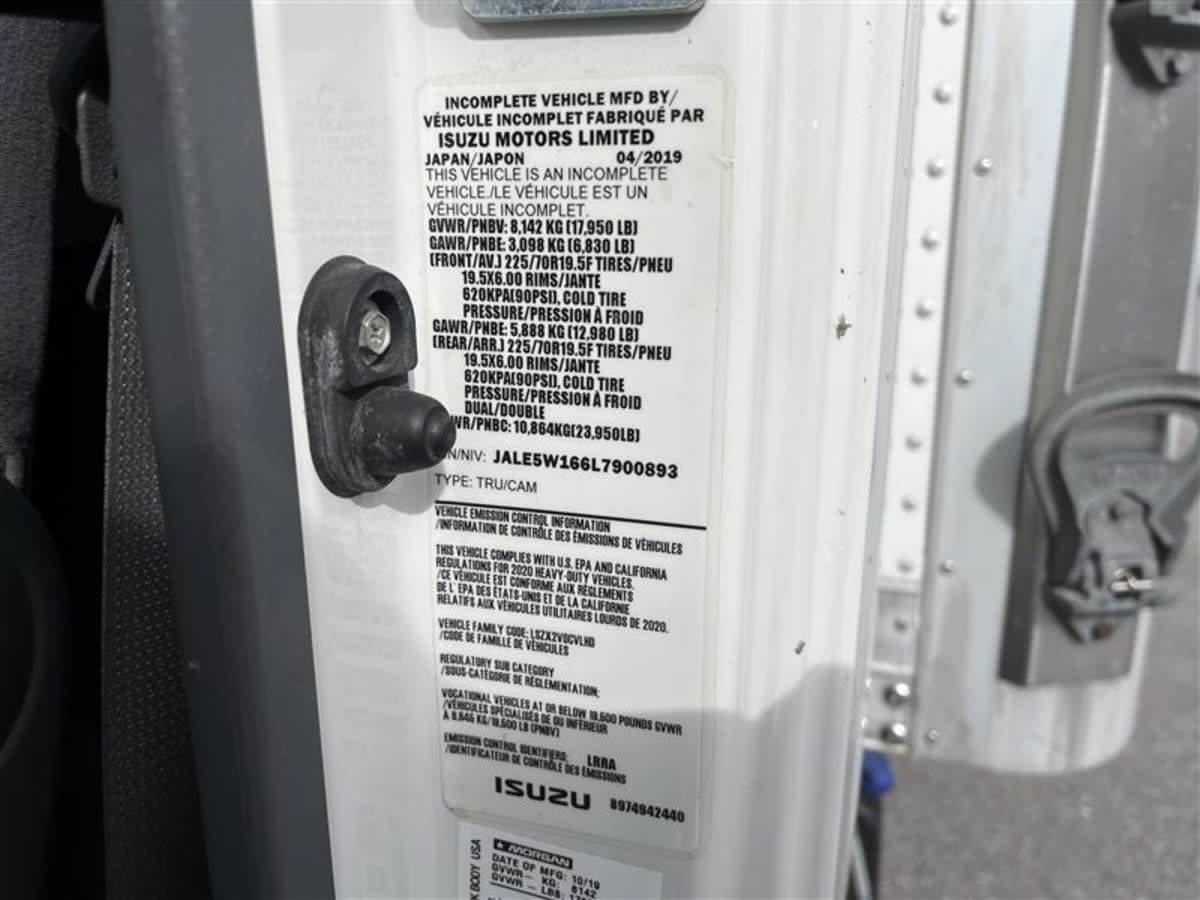 INCOMPLETE VEHICLE MFD BY/
VÉHICULE INCOMPLET FABRIQUÉ PAR
ISUZU MOTORS LIMITED
JAPAN/JAPON 04/2019
THIS VEHICLE IS AN INCOMPLETE
VEHICLE./LE VÉHICULE EST UN
VÉHICULE INCOMPLET.
GVWR/PNBV: 8,142 KG (17,950 LB)
GAWR/PNBE: 3,098 KG (6,830 LB)
(FRONT/AV.) 225/70R19.5F TIRES/PNEU
19.5X6.00 RIMS/JANTE
620KPA(90PSI), COLD TIRE
PRESSURE/PRESSION À FROID
GAWR/PNBE: 5,888 KG (12,980 LB)
(REAR/ARR.) 225/70R19.5F TIRES/PNEU
19.5X6.00 RIMS/JANTE
620KPA(90PSI), COLD TIRE
PRESSURE/PRESSION À FROID
DUAL/DOUBLE
WR/PNBC: 10,864KG(23,950LB)
N/NIV: JALE5W166L7900893
TYPE: TRU/CAM
VEHICLE EMISSION CONTROL INFORMATION
/INFORMATION DE CONTRÔLE DES ÉMISSIONS DE VÉHICULES
THIS VEHICLE COMPLIES WITH U.S. EPA AND CALIFORNIA
REGULATIONS FOR 2020 HEAVY-DUTY VEHICLES.
/CE VÉHICULE EST CONFORME AUX RÈGLEMENTS
DE L' EPA DES ÉTATS-UNIS ET DE LA CALIFORNIE
RELATIFS AUX VÉHICULES UTILITAIRES LOURDS DE 2020.
VEHICLE FAMILY CODE: LSZX2VOCVLHD
/CODE DE FAMILLE DE VÉHICULES
REGULATORY SUB CATEGORY
/SOUS-CATÉGORIE DE RÉGLEMENTATION:
VOCATIONAL VEHICLES AT OR BELOW 19,500 POUNDS GVWR
/VÉHICULES SPÉCIALISÉS DE OU INFÉRIEUR
À 8,845 KG/19,500 LB (PNBV)
EMISSION CONTROL IDENTIFIERS: LRRA
/IDENTIFICATEUR DE CONTRÔLE DES ÉMISSIONS
ISUZU 8974942440
MORGAN
BODY USA
DATE OF MFG: 10/19
GVWR- KG: 8142
GVWR- LBS: